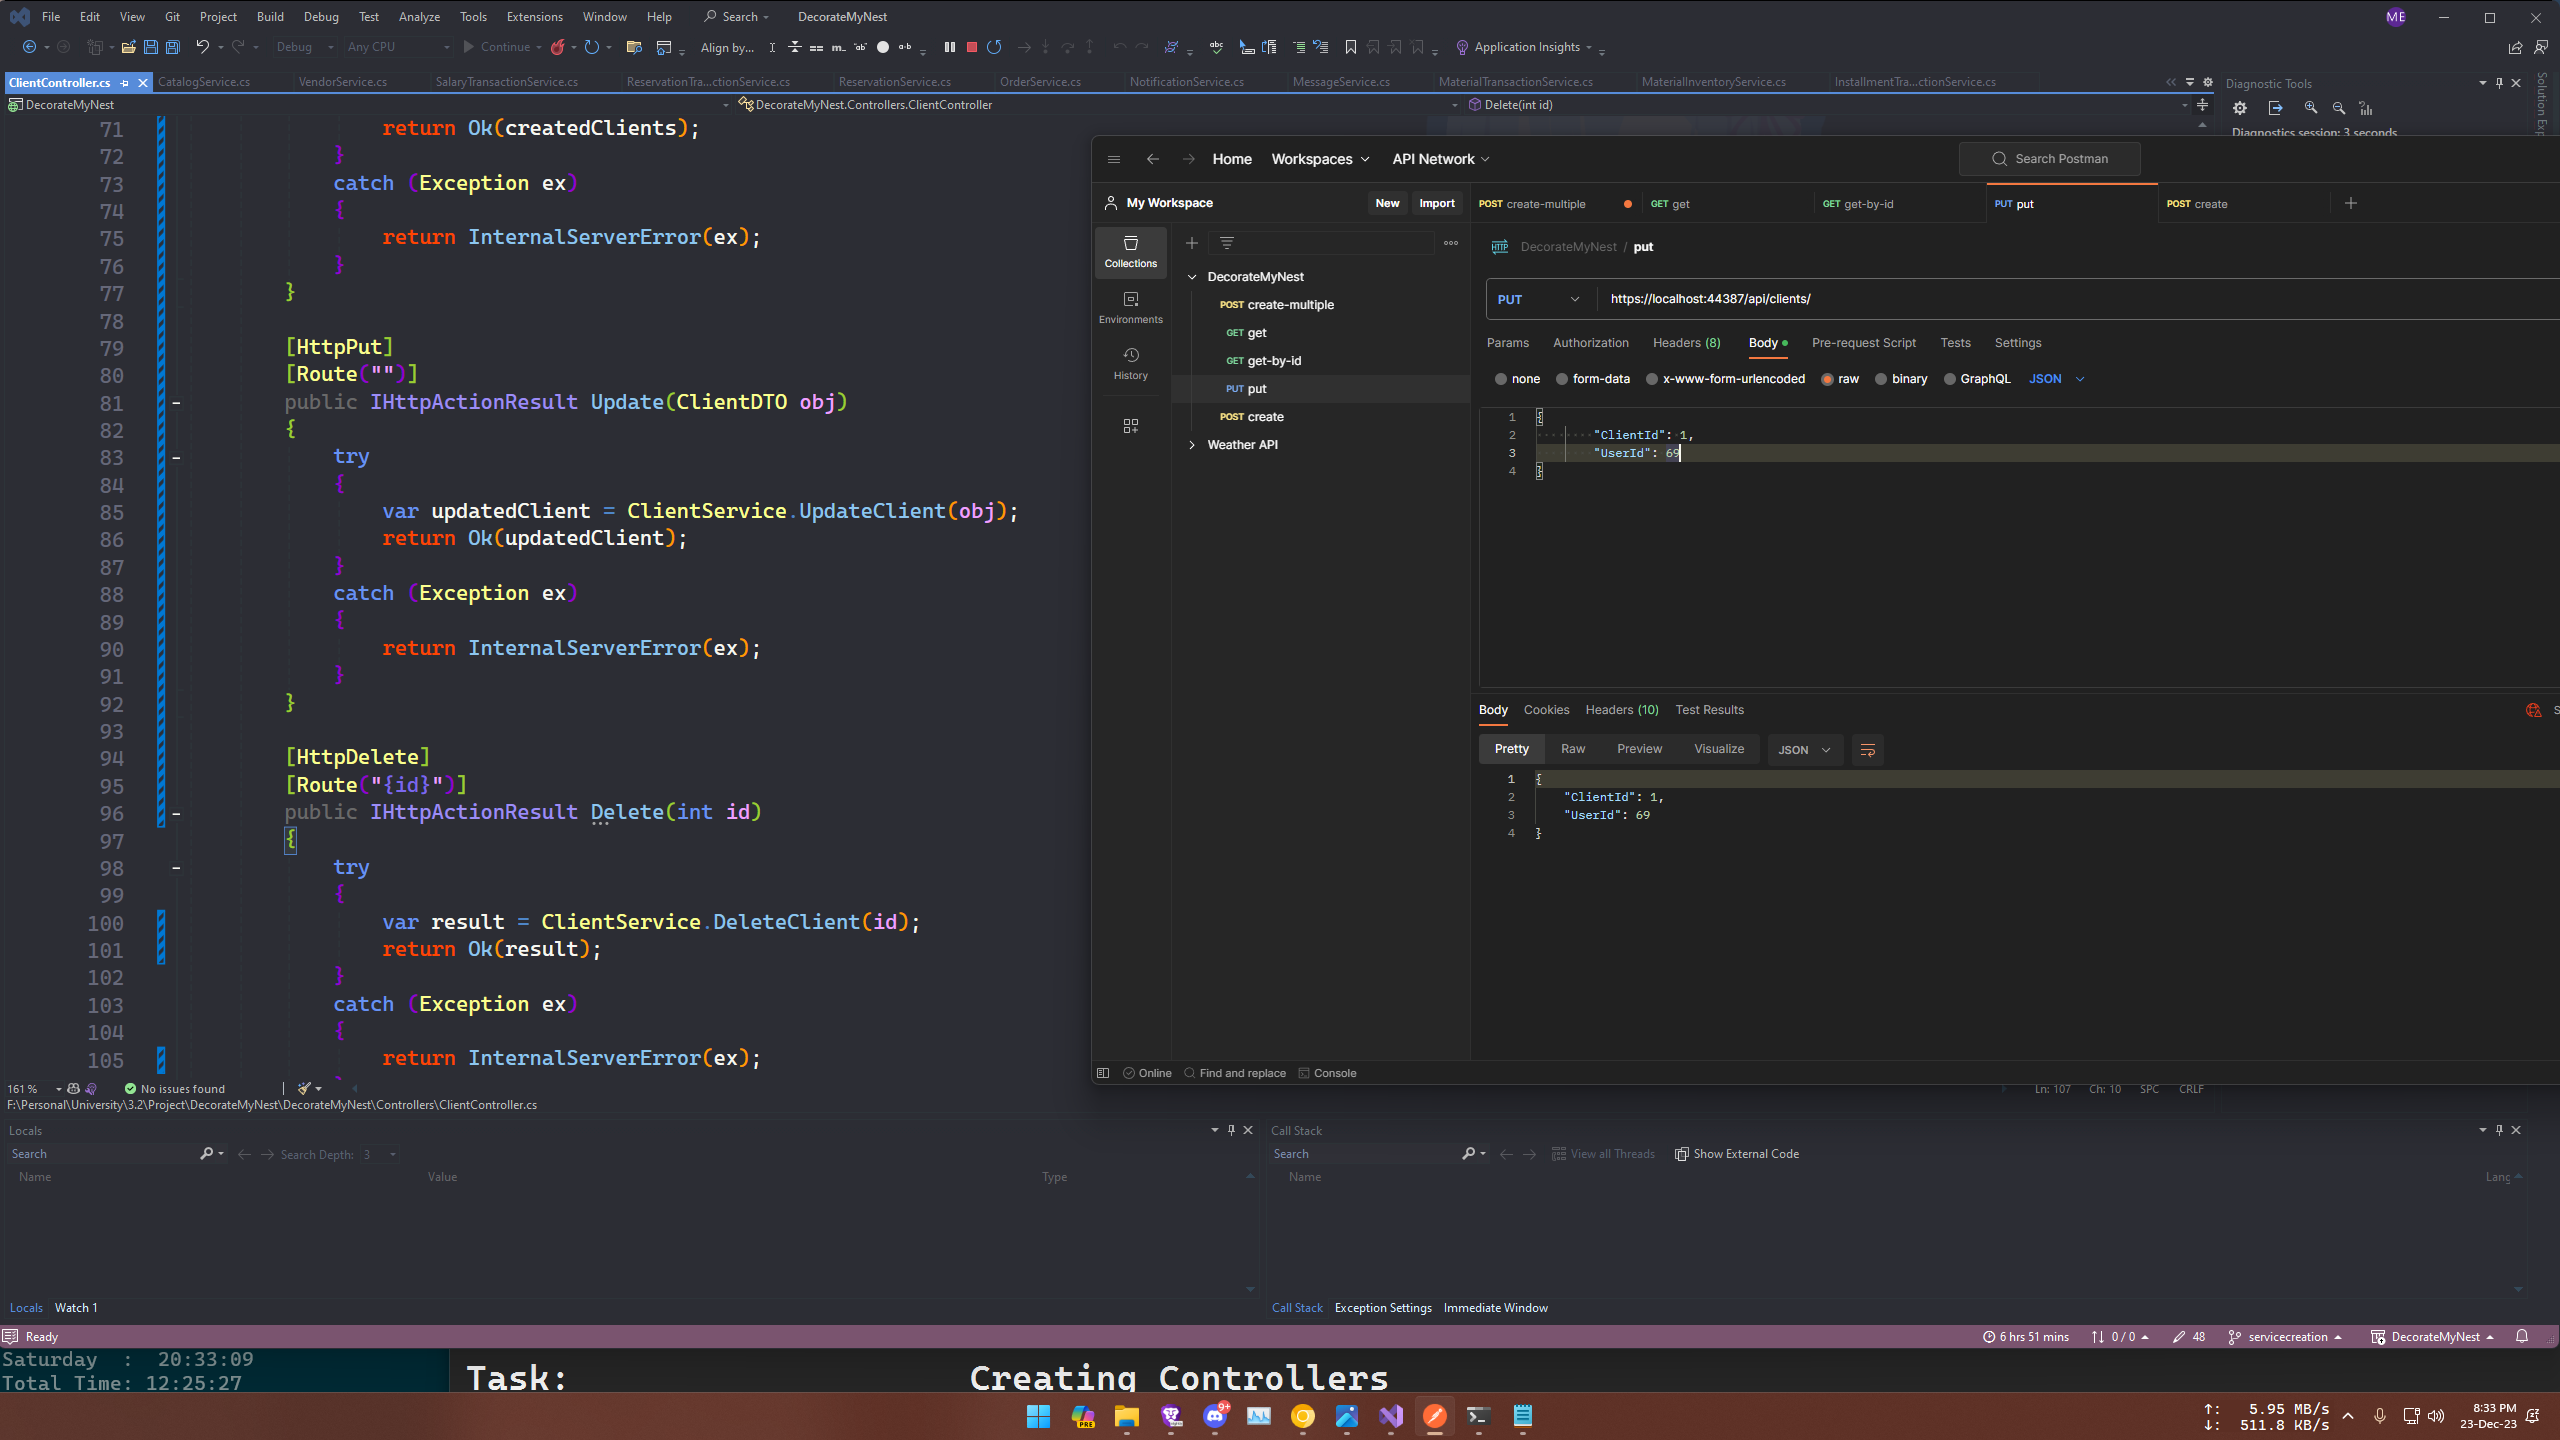 File Edit View Git Project Build Debug Test Analyze Tools Extensions Window Help Search DecorateMyNest ME
Debug Any CPU Continue Align by... Application Insights
ClientController.cs CatalogService.cs VendorService.cs SalaryTransactionService.cs ReservationTra...ctionService.cs ReservationService.cs OrderService.cs NotificationService.cs MessageService.cs MaterialTransactionService.cs MaterialInventoryService.cs InstallmentTra...ctionService.cs
DecorateMyNest DecorateMyNest.Controllers.ClientController Delete(int id)
Diagnostic Tools
Diagnostics session: 3 seconds
Solution Exp
71 return Ok(createdClients);
72 }
73 catch (Exception ex)
74 {
75 return InternalServerError(ex);
76 }
77 }
78
79 [HttpPut]
80 [Route("")]
81 public IHttpActionResult Update(ClientDTO obj)
82 {
83 try
84 {
85 var updatedClient = ClientService.UpdateClient(obj);
86 return Ok(updatedClient);
87 }
88 catch (Exception ex)
89 {
90 return InternalServerError(ex);
91 }
92 }
93
94 [HttpDelete]
95 [Route("{id}")]
96 public IHttpActionResult Delete(int id)
97 {
98 try
99 {
100 var result = ClientService.DeleteClient(id);
101 return Ok(result);
102 }
103 catch (Exception ex)
104 {
105 return InternalServerError(ex);
161 % No issues found
Ln: 107 Ch: 10 SPC CRLF
F:\Personal\University\3.2\Project\DecorateMyNest\DecorateMyNest\Controllers\ClientController.cs
Home Workspaces API Network Search Postman
My Workspace New Import
POST create-multiple GET get GET get-by-id PUT put POST create
Collections
Environments
History
DecorateMyNest
POST create-multiple
GET get
GET get-by-id
PUT put
POST create
Weather API
HTTP DecorateMyNest / put
PUT https://localhost:44387/api/clients/
Params Authorization Headers (8) Body Pre-request Script Tests Settings
none form-data x-www-form-urlencoded raw binary GraphQL JSON
1 {
2 "ClientId": 1,
3 "UserId": 69
4 }
Body Cookies Headers (10) Test Results
Pretty Raw Preview Visualize JSON
1 {
2 "ClientId": 1,
3 "UserId": 69
4 }
Online Find and replace Console
Locals
Search Search Depth: 3
Name Value Type
Locals Watch 1
Call Stack
Search View all Threads Show External Code
Name Lang
Call Stack Exception Settings Immediate Window
Ready 6 hrs 51 mins 0 / 0 48 servicecreation DecorateMyNest
Saturday : 20:33:09
Total Time: 12:25:27
Task: Creating Controllers
PRE 9+
↑: 5.95 MB/s
↓: 511.8 KB/s
8:33 PM
23-Dec-23